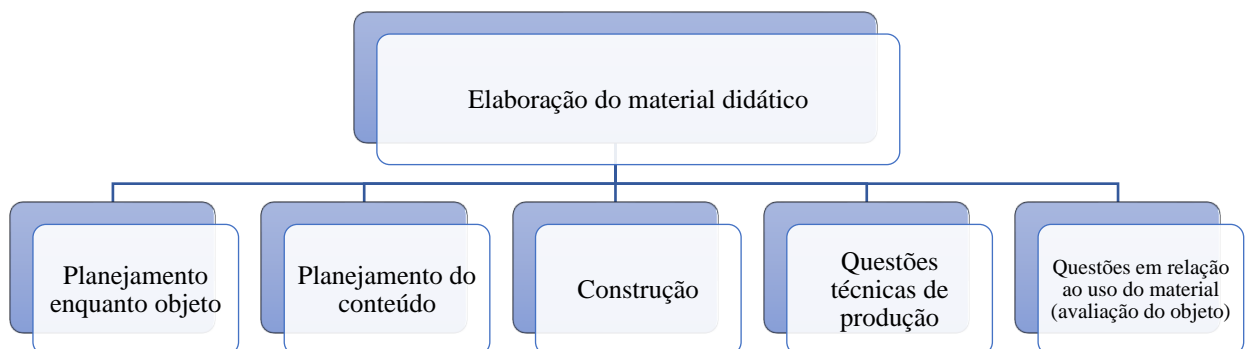 Elaboração do material didático
Planejamento
enquanto objeto
Planejamento do
conteúdo
Construção
Questões
técnicas de
produção
Questões em relação
ao uso do material
(avaliação do objeto)